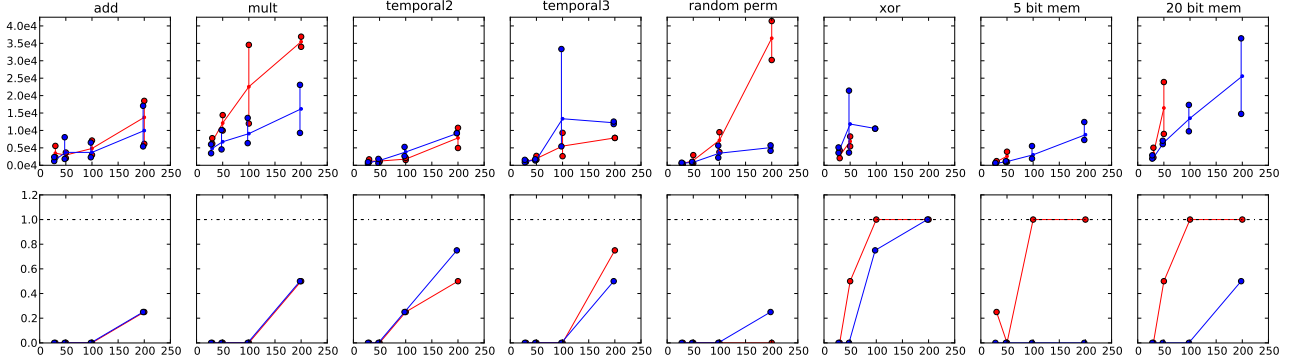 add mult temporal2 temporal3 random perm xor 5 bit mem 20 bit mem
4.0e4
3.5e4
3.0e4
2.5e4
2.0e4
1.5e4
1.0e4
5.0e3
0.0e4
0 50 100 150 200 250 0 50 100 150 200 250 0 50 100 150 200 250 0 50 100 150 200 250 0 50 100 150 200 250 0 50 100 150 200 250 0 50 100 150 200 250 0 50 100 150 200 250
1.2
1.0
0.8
0.6
0.4
0.2
0.0
0 50 100 150 200 250 0 50 100 150 200 250 0 50 100 150 200 250 0 50 100 150 200 250 0 50 100 150 200 250 0 50 100 150 200 250 0 50 100 150 200 250 0 50 100 150 200 250